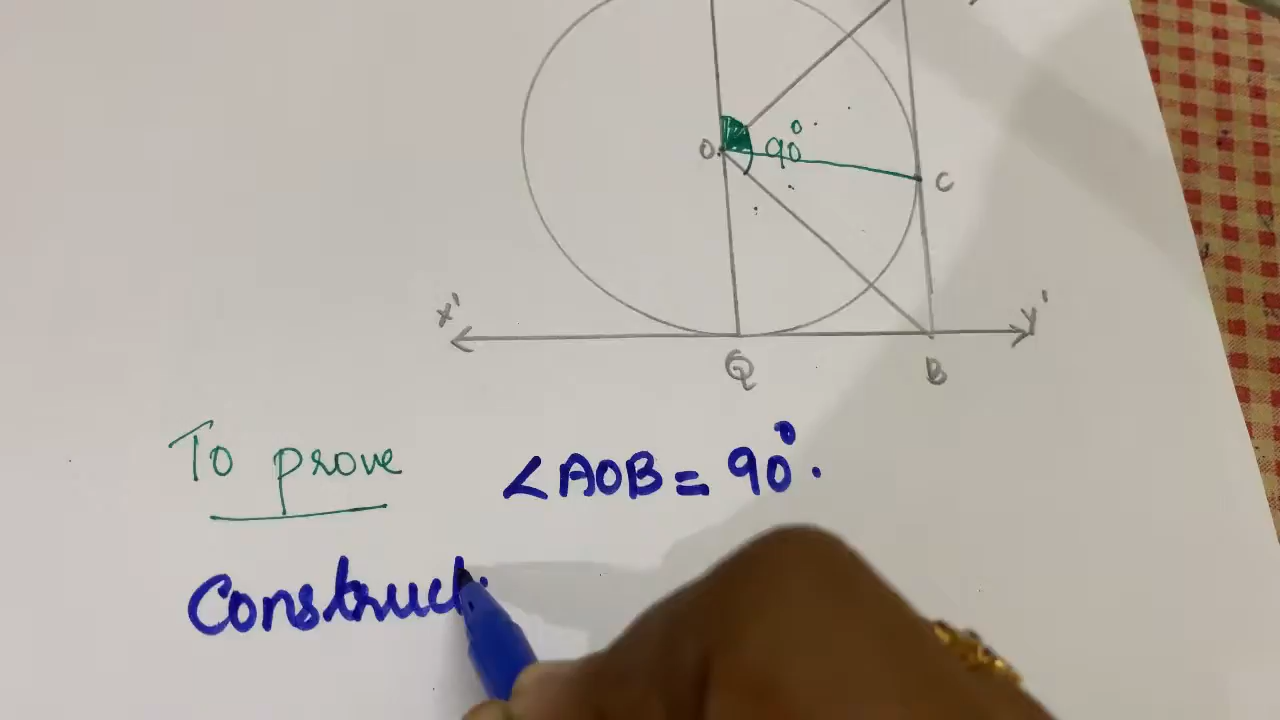 O
90°
C
X'
Y'
Q
B
To prove
∠AOB = 90°.
Construct